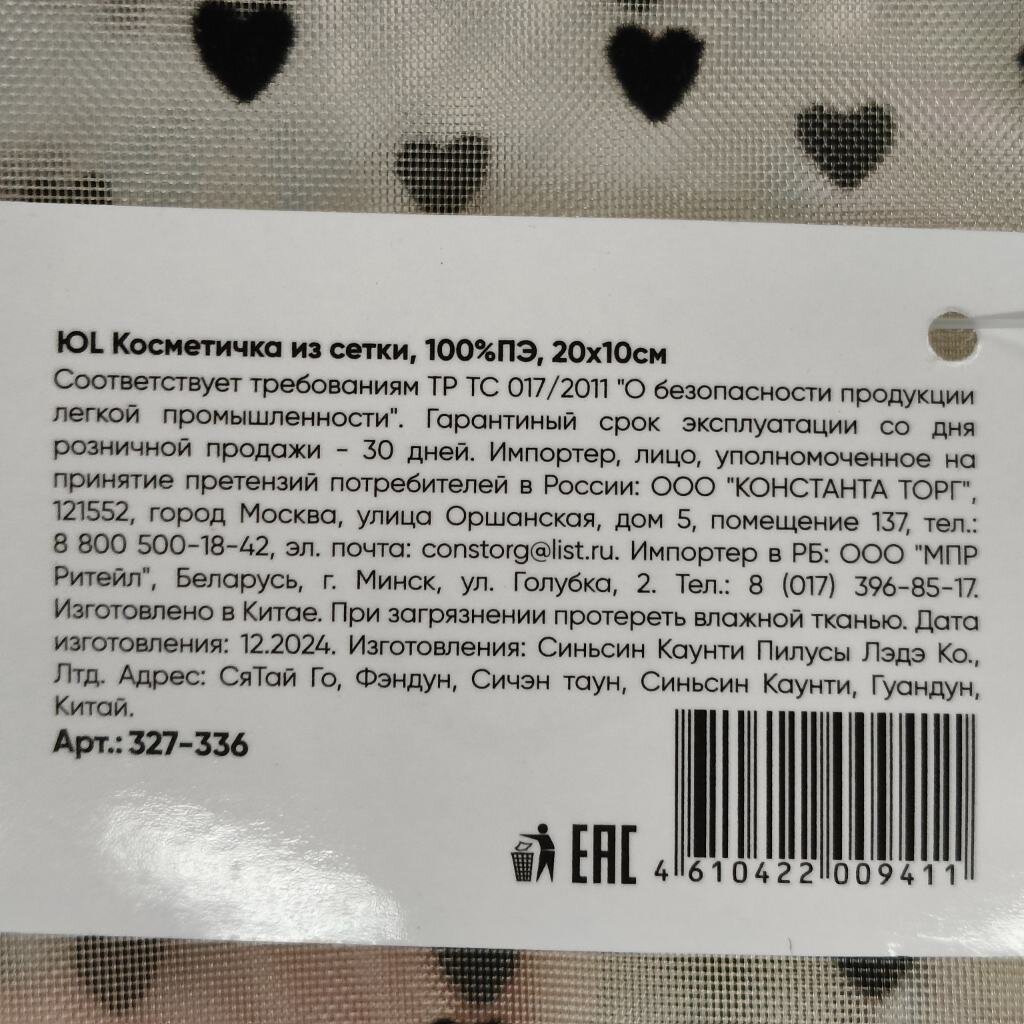 ЮL Косметичка из сетки, 100%ПЭ, 20х10см
Соответствует требованиям ТР ТС 017/2011 "О безопасности продукции
легкой промышленности". Гарантиный срок эксплуатации со дня
розничной продажи - 30 дней. Импортер, лицо, уполномоченное на
принятие претензий потребителей в России: ООО "КОНСТАНТА ТОРГ",
121552, город Москва, улица Оршанская, дом 5, помещение 137, тел.:
8 800 500-18-42, эл. почта: constorg@list.ru. Импортер в РБ: ООО "МПР
Ритейл", Беларусь, г. Минск, ул. Голубка, 2. Тел.: 8 (017) 396-85-17.
Изготовлено в Китае. При загрязнении протереть влажной тканью. Дата
изготовления: 12.2024. Изготовления: Синьсин Каунти Пилусы Лэдэ Ко.,
Лтд. Адрес: СяТай Го, Фэндун, Сичэн таун, Синьсин Каунти, Гуандун,
Китай.
Арт.: 327-336
EAC
4 610422 009411